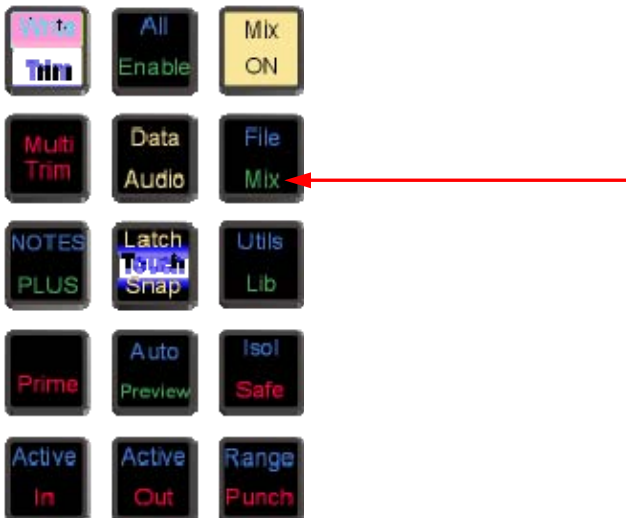 Write All Mix
Trim Enable ON
Multi Data File
Trim Audio Mix
NOTES Latch Utils
PLUS Touch Lib
Snap
Auto Isol
Prime Preview Safe
Active Active Range
In Out Punch